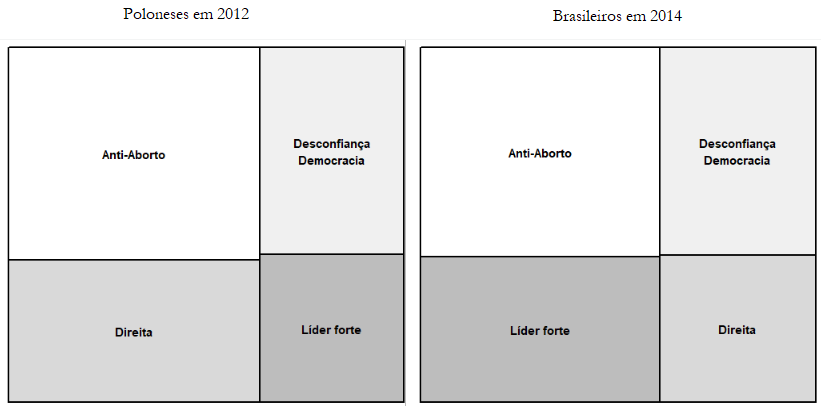 Poloneses em 2012
Brasileiros em 2014
Anti-Aborto
Desconfiança
Democracia
Direita
Líder forte
Anti-Aborto
Desconfiança
Democracia
Líder forte
Direita